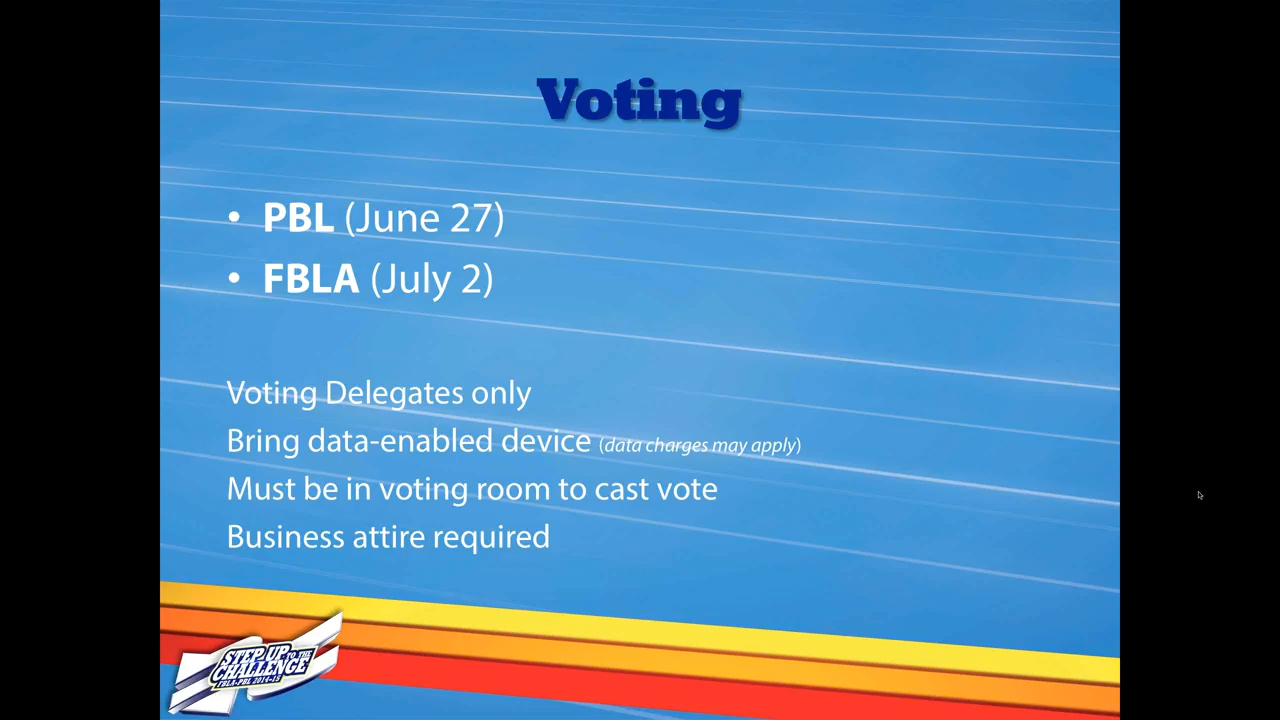 Voting
• PBL (June 27)
• FBLA (July 2)
Voting Delegates only
Bring data-enabled device (data charges may apply)
Must be in voting room to cast vote
Business attire required
STEP UP TO THE
CHALLENGE
FBLA-PBL 2014-15